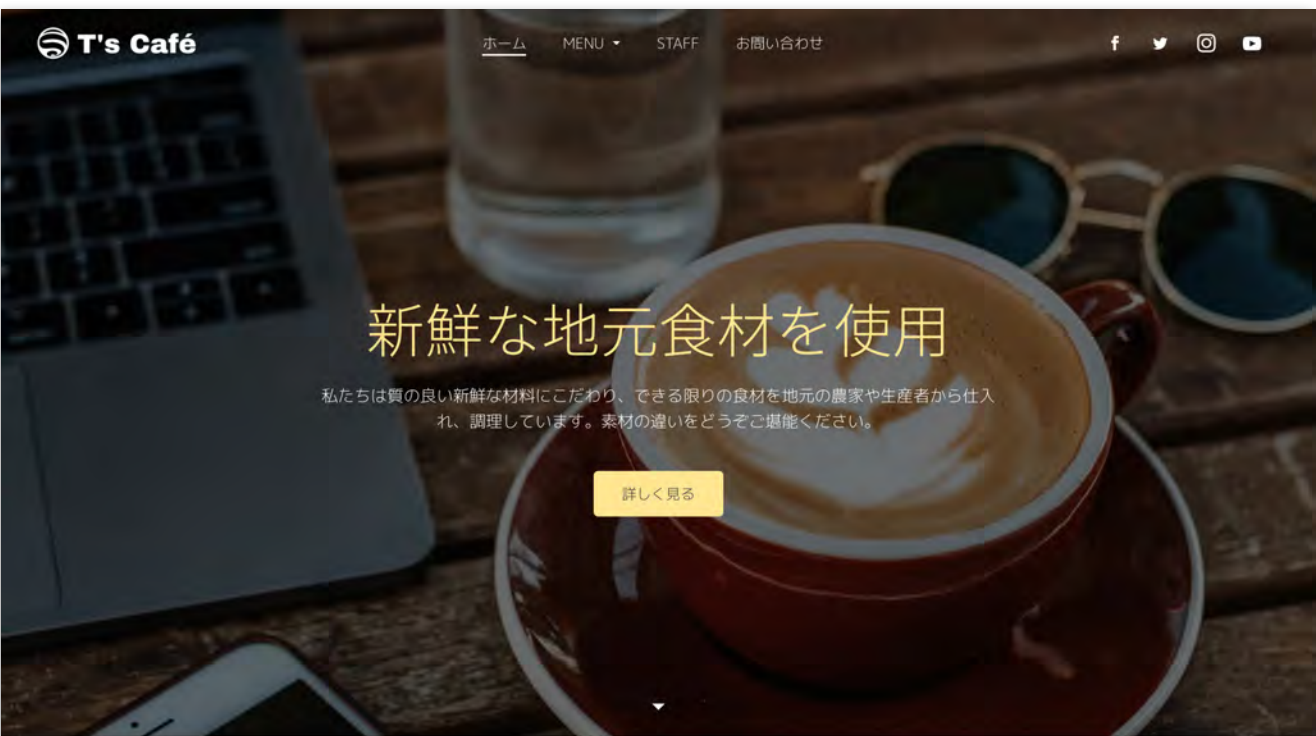 T's Café
ホーム
MENU
STAFF
お問い合わせ
新鮮な地元食材を使用
私たちは質の良い新鮮な材料にこだわり、できる限りの食材を地元の農家や生産者から仕入
れ、調理しています。素材の違いをどうぞご堪能ください。
詳しく見る